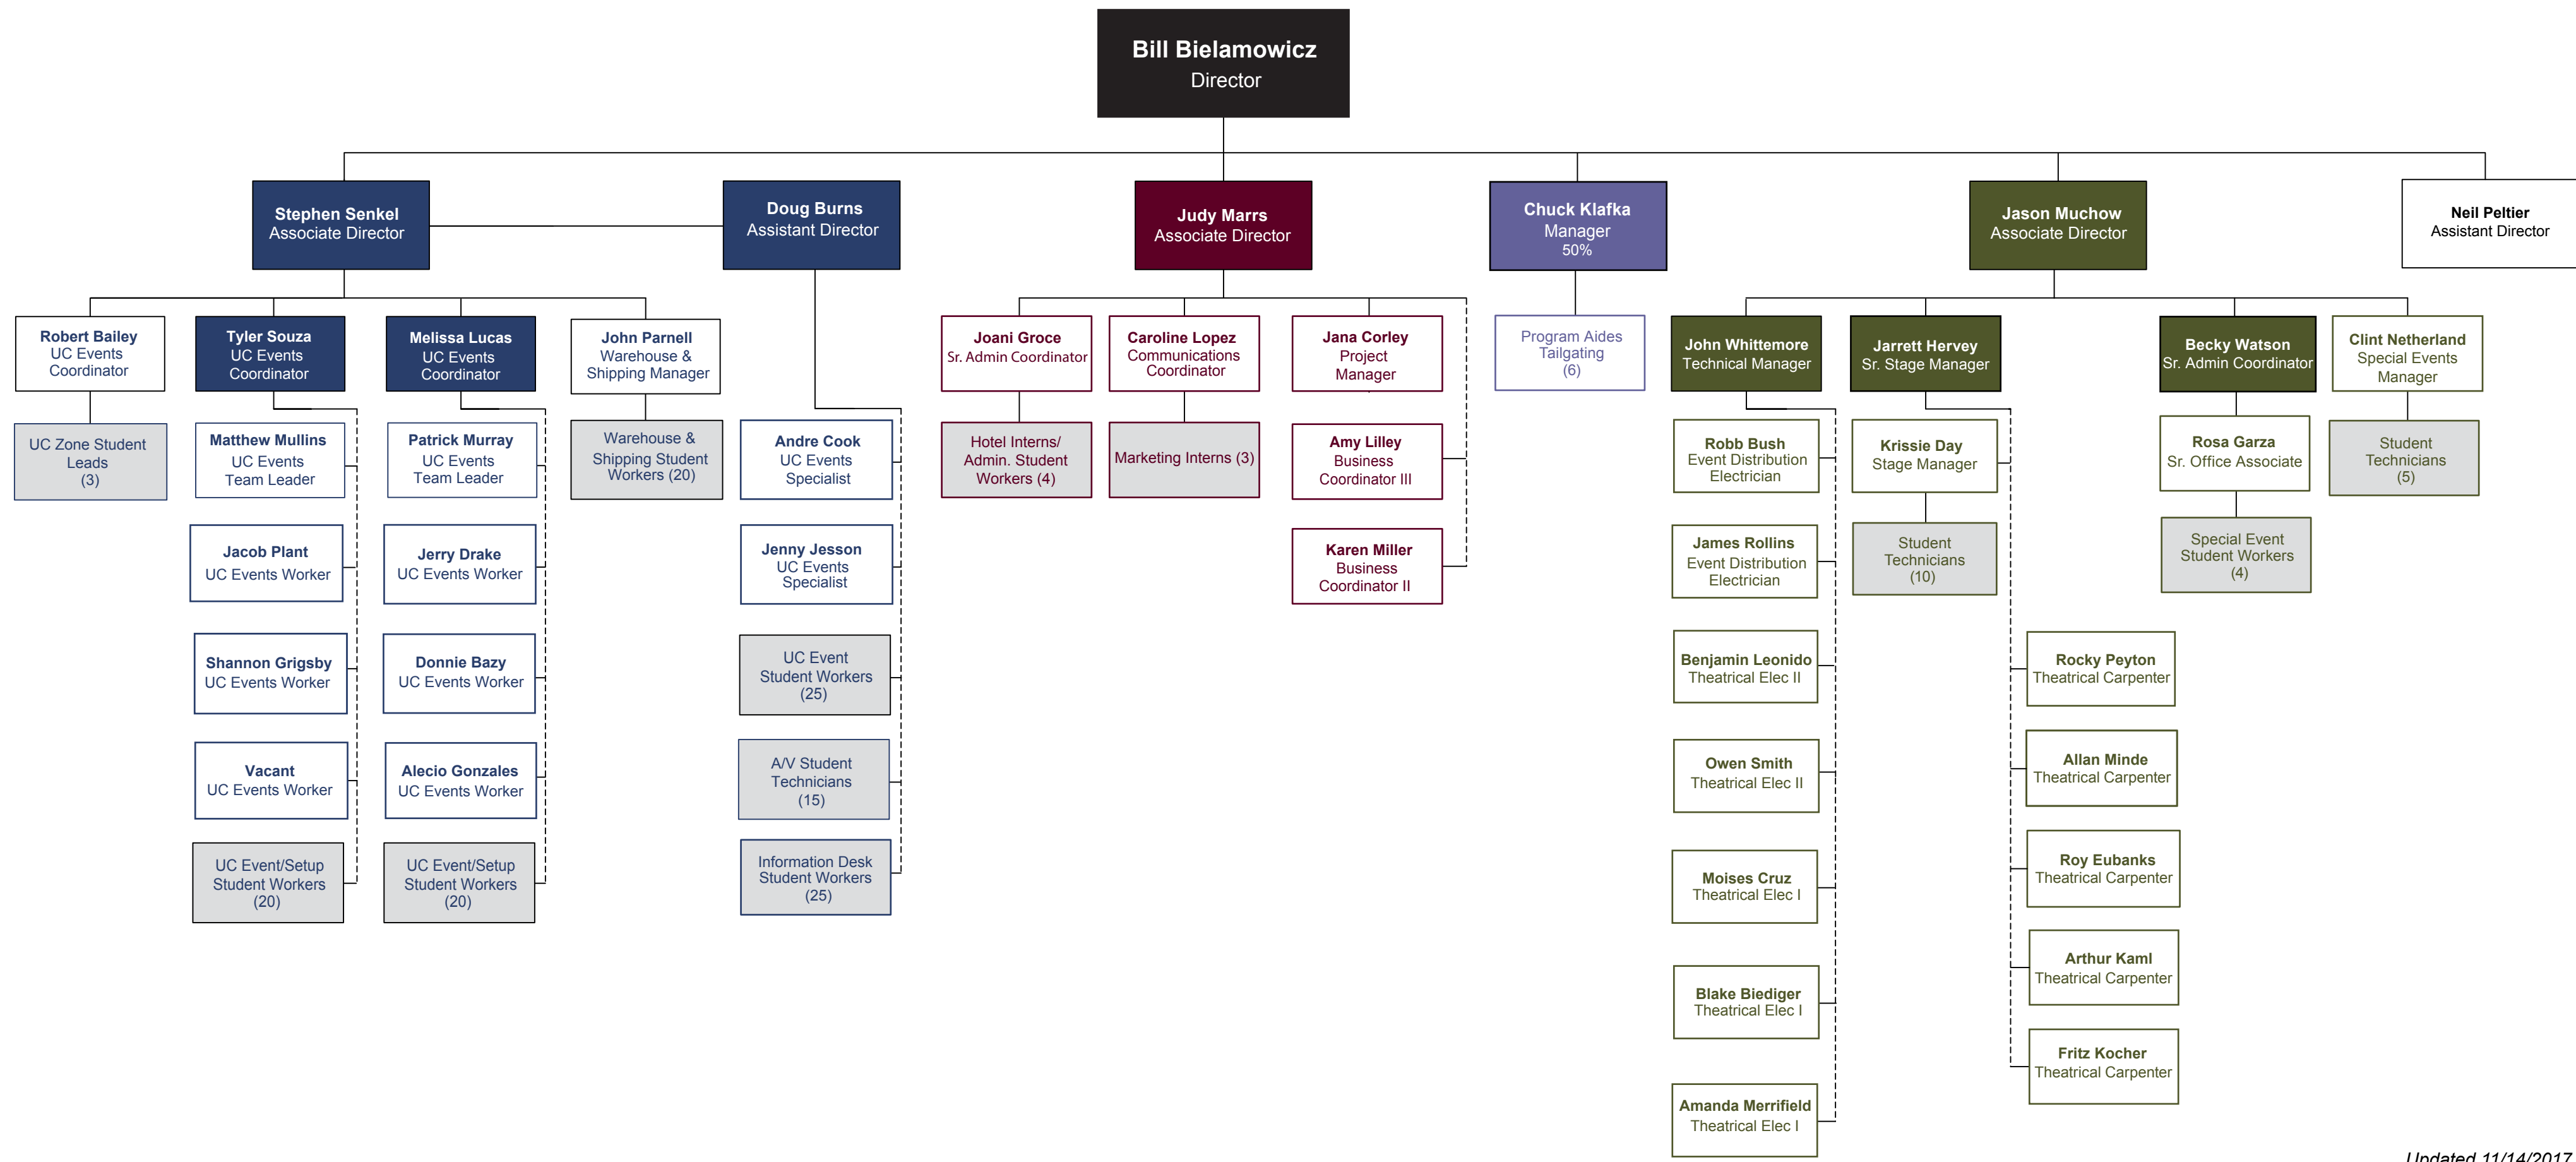 Bill Bielamowicz
Director
Stephen Senkel
Associate Director
Doug Burns
Assistant Director
Judy Marrs
Associate Director
Chuck Klafka
Manager
50%
Jason Muchow
Associate Director
Neil Peltier
Assistant Director
Robert Bailey
UC Events
Coordinator
Tyler Souza
UC Events
Coordinator
Melissa Lucas
UC Events
Coordinator
John Parnell
Warehouse &
Shipping Manager
Joani Groce
Sr. Admin Coordinator
Caroline Lopez
Communications
Coordinator
Jana Corley
Project
Manager
Program Aides
Tailgating
(6)
John Whittemore
Technical Manager
Jarrett Hervey
Sr. Stage Manager
Becky Watson
Sr. Admin Coordinator
Clint Netherland
Special Events
Manager
UC Zone Student
Leads
(3)
Matthew Mullins
UC Events
Team Leader
Patrick Murray
UC Events
Team Leader
Warehouse &
Shipping Student
Workers (20)
Andre Cook
UC Events
Specialist
Hotel Interns/
Admin. Student
Workers (4)
Marketing Interns (3)
Amy Lilley
Business
Coordinator III
Robb Bush
Event Distribution
Electrician
Krissie Day
Stage Manager
Rosa Garza
Sr. Office Associate
Student
Technicians
(5)
Jacob Plant
UC Events Worker
Jerry Drake
UC Events Worker
Jenny Jesson
UC Events
Specialist
Karen Miller
Business
Coordinator II
James Rollins
Event Distribution
Electrician
Student
Technicians
(10)
Special Event
Student Workers
(4)
Shannon Grigsby
UC Events Worker
Donnie Bazy
UC Events Worker
UC Event
Student Workers
(25)
Benjamin Leonido
Theatrical Elec II
Rocky Peyton
Theatrical Carpenter
Vacant
UC Events Worker
Alecio Gonzales
UC Events Worker
A/V Student
Technicians
(15)
Owen Smith
Theatrical Elec II
Allan Minde
Theatrical Carpenter
UC Event/Setup
Student Workers
(20)
UC Event/Setup
Student Workers
(20)
Information Desk
Student Workers
(25)
Moises Cruz
Theatrical Elec I
Roy Eubanks
Theatrical Carpenter
Blake Biediger
Theatrical Elec I
Arthur Kaml
Theatrical Carpenter
Fritz Kocher
Theatrical Carpenter
Amanda Merrifield
Theatrical Elec I
Updated 11/14/2017